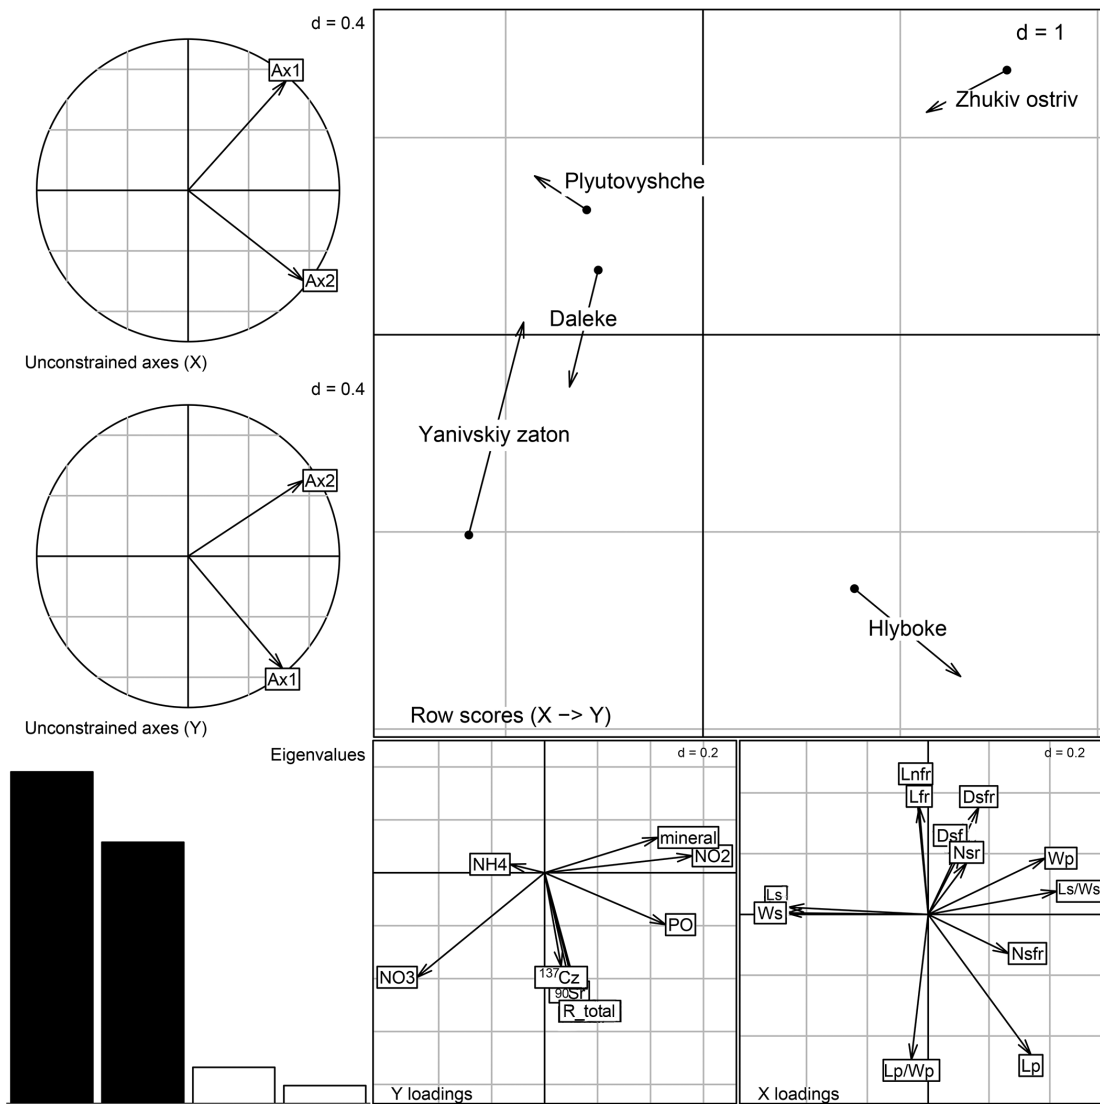 d = 0.4
Ax1
Ax2
Unconstrained axes (X)
d = 0.4
Ax2
Ax1
Unconstrained axes (Y)
d = 1
Zhukiv ostriv
Plyutovyshche
Daleke
Yanivskiy zaton
Hlyboke
Row scores (X −> Y)
Eigenvalues
d = 0.2
mineral
NO2
NH4
PO
NO3
137Cz
90Sr
R_total
Y loadings
d = 0.2
Lnfr
Lfr
Dsfr
Dsf
Nsr
Wp
Ls/Ws
Ls
Ws
Nsfr
Lp/Wp
Lp
X loadings